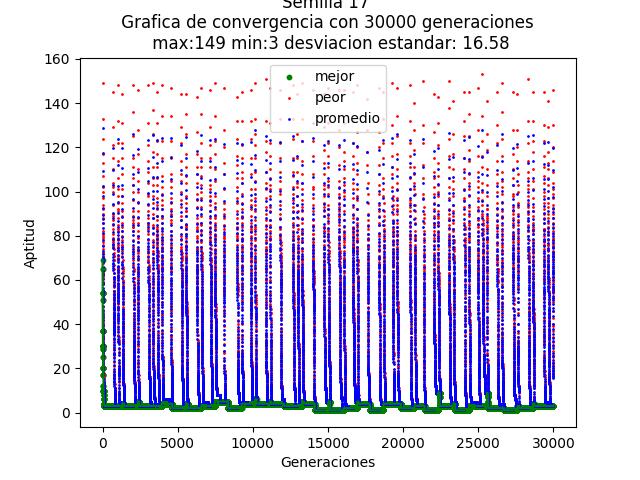 Semilla 17
Grafica de convergencia con 30000 generaciones
max:149 min:3 desviacion estandar: 16.58
mejor
peor
promedio
Aptitud
160
140
120
100
80
60
40
20
0
0 5000 10000 15000 20000 25000 30000
Generaciones